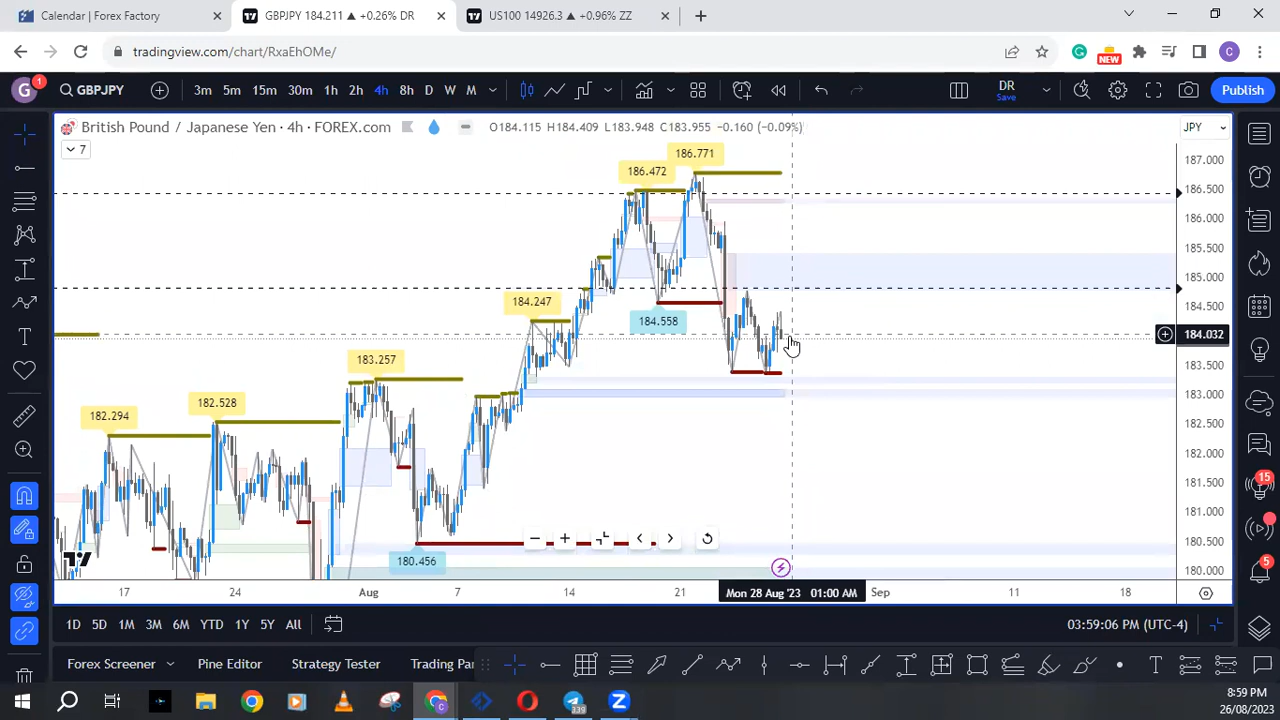 Calendar | Forex Factory
GBPJPY 184.211 ▲ +0.26% DR
US100 14926.3 ▲ +0.96% ZZ
tradingview.com/chart/RxaEhOMe/
NEW
C
G
1
GBPJPY
3m 5m 15m 30m 1h 2h 4h 8h D W M
DR
Save
Publish
British Pound / Japanese Yen · 4h · FOREX.com
O184.115 H184.409 L183.948 C183.955 -0.160 (-0.09%)
JPY
7
186.771
186.472
184.247
184.558
183.257
182.528
182.294
180.456
187.000
186.500
186.000
185.500
185.000
184.500
184.032
183.500
183.000
182.500
182.000
181.500
181.000
180.500
180.000
17 24 Aug 7 14 21 Mon 28 Aug '23 01:00 AM Sep 11 18
15
5
1D 5D 1M 3M 6M YTD 1Y 5Y All
03:59:06 PM (UTC-4)
Forex Screener
Pine Editor
Strategy Tester
Trading Pa
T
339
8:59 PM
26/08/2023